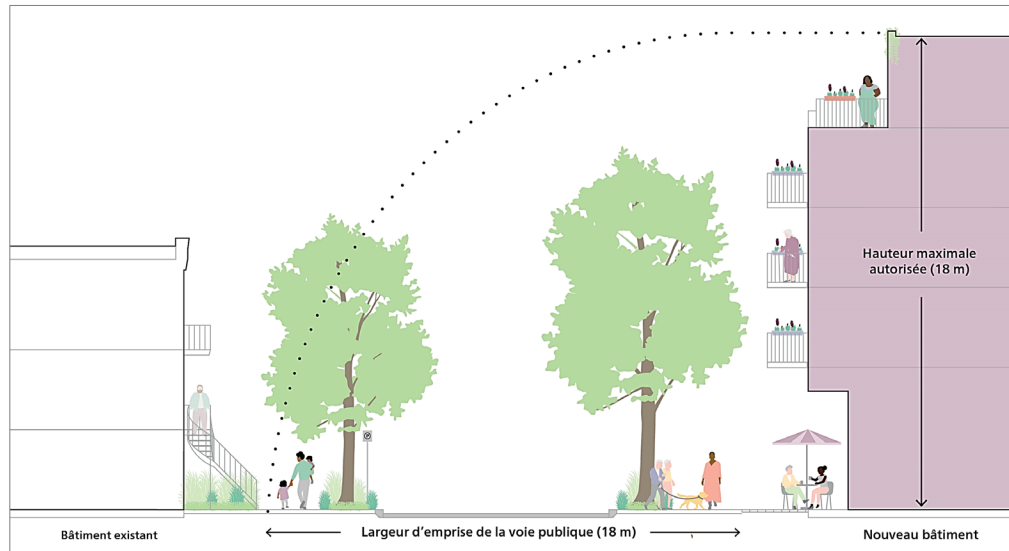 Hauteur maximale
autorisée (18 m)
Bâtiment existant
Largeur d'emprise de la voie publique (18 m)
Nouveau bâtiment